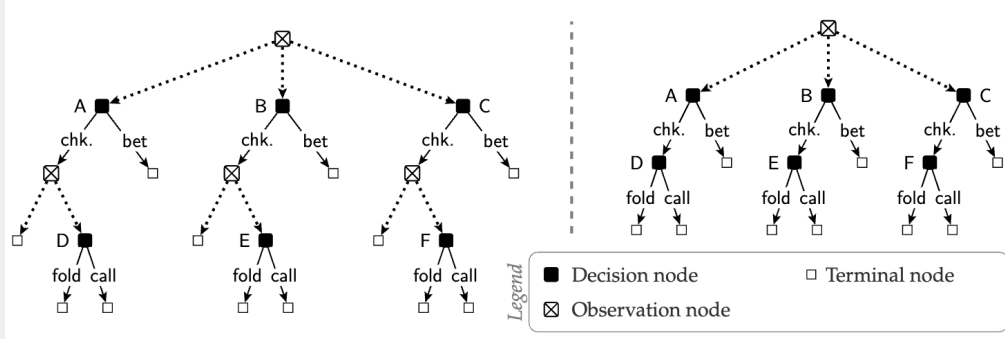 A B C
chk. bet chk. bet chk. bet
D E F
fold call fold call fold call
A B C
chk. bet chk. bet chk. bet
D E F
fold call fold call fold call
Legend
Decision node
Terminal node
Observation node